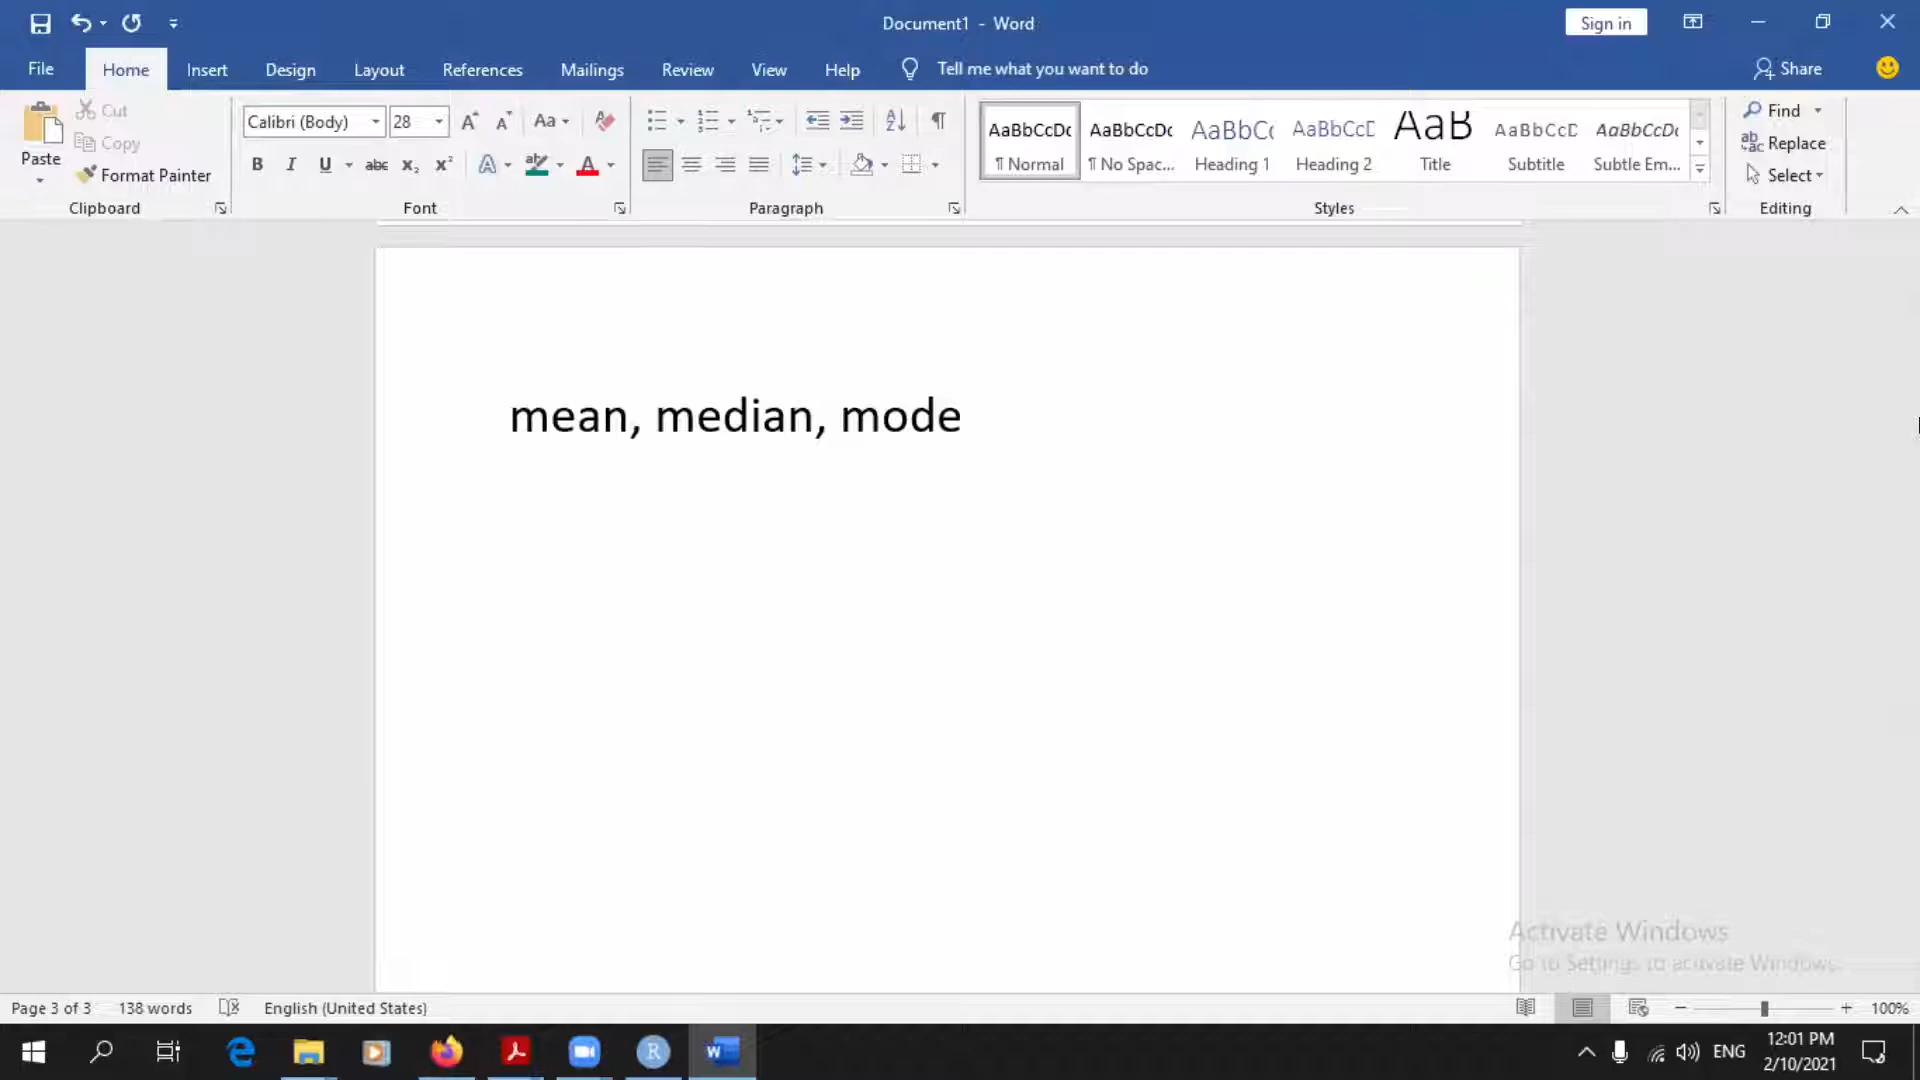 Document1 - Word
Sign in
File Home Insert Design Layout References Mailings Review View Help Tell me what you want to do Share
Paste
Cut
Copy
Format Painter
Clipboard
Calibri (Body) 28
Font
Paragraph
AaBbCcDc AaBbCcDc AaBbCc AaBbCcD AaB AaBbCcD AaBbCcDc
¶ Normal ¶ No Spac... Heading 1 Heading 2 Title Subtitle Subtle Em...
Styles
Find
Replace
Select
Editing
mean, median, mode
Activate Windows
Go to Settings to activate Windows.
Page 3 of 3 138 words English (United States) 100%
ENG
12:01 PM
2/10/2021